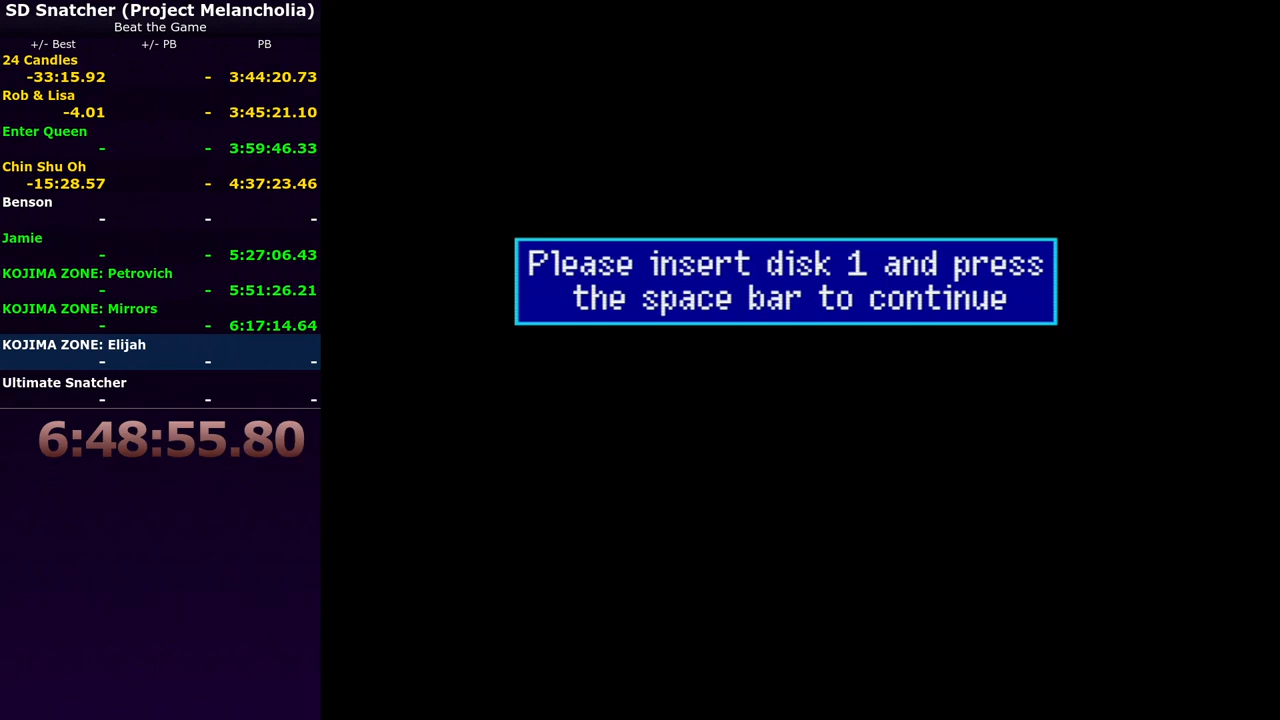 SD Snatcher (Project Melancholia)
Beat the Game
+/- Best +/- PB PB
24 Candles
-33:15.92 - 3:44:20.73
Rob & Lisa
-4.01 - 3:45:21.10
Enter Queen
- - 3:59:46.33
Chin Shu Oh
-15:28.57 - 4:37:23.46
Benson
- - -
Jamie
- - 5:27:06.43
KOJIMA ZONE: Petrovich
- - 5:51:26.21
KOJIMA ZONE: Mirrors
- - 6:17:14.64
KOJIMA ZONE: Elijah
- - -
Ultimate Snatcher
- - -
6:48:55.80
Please insert disk 1 and press
the space bar to continue